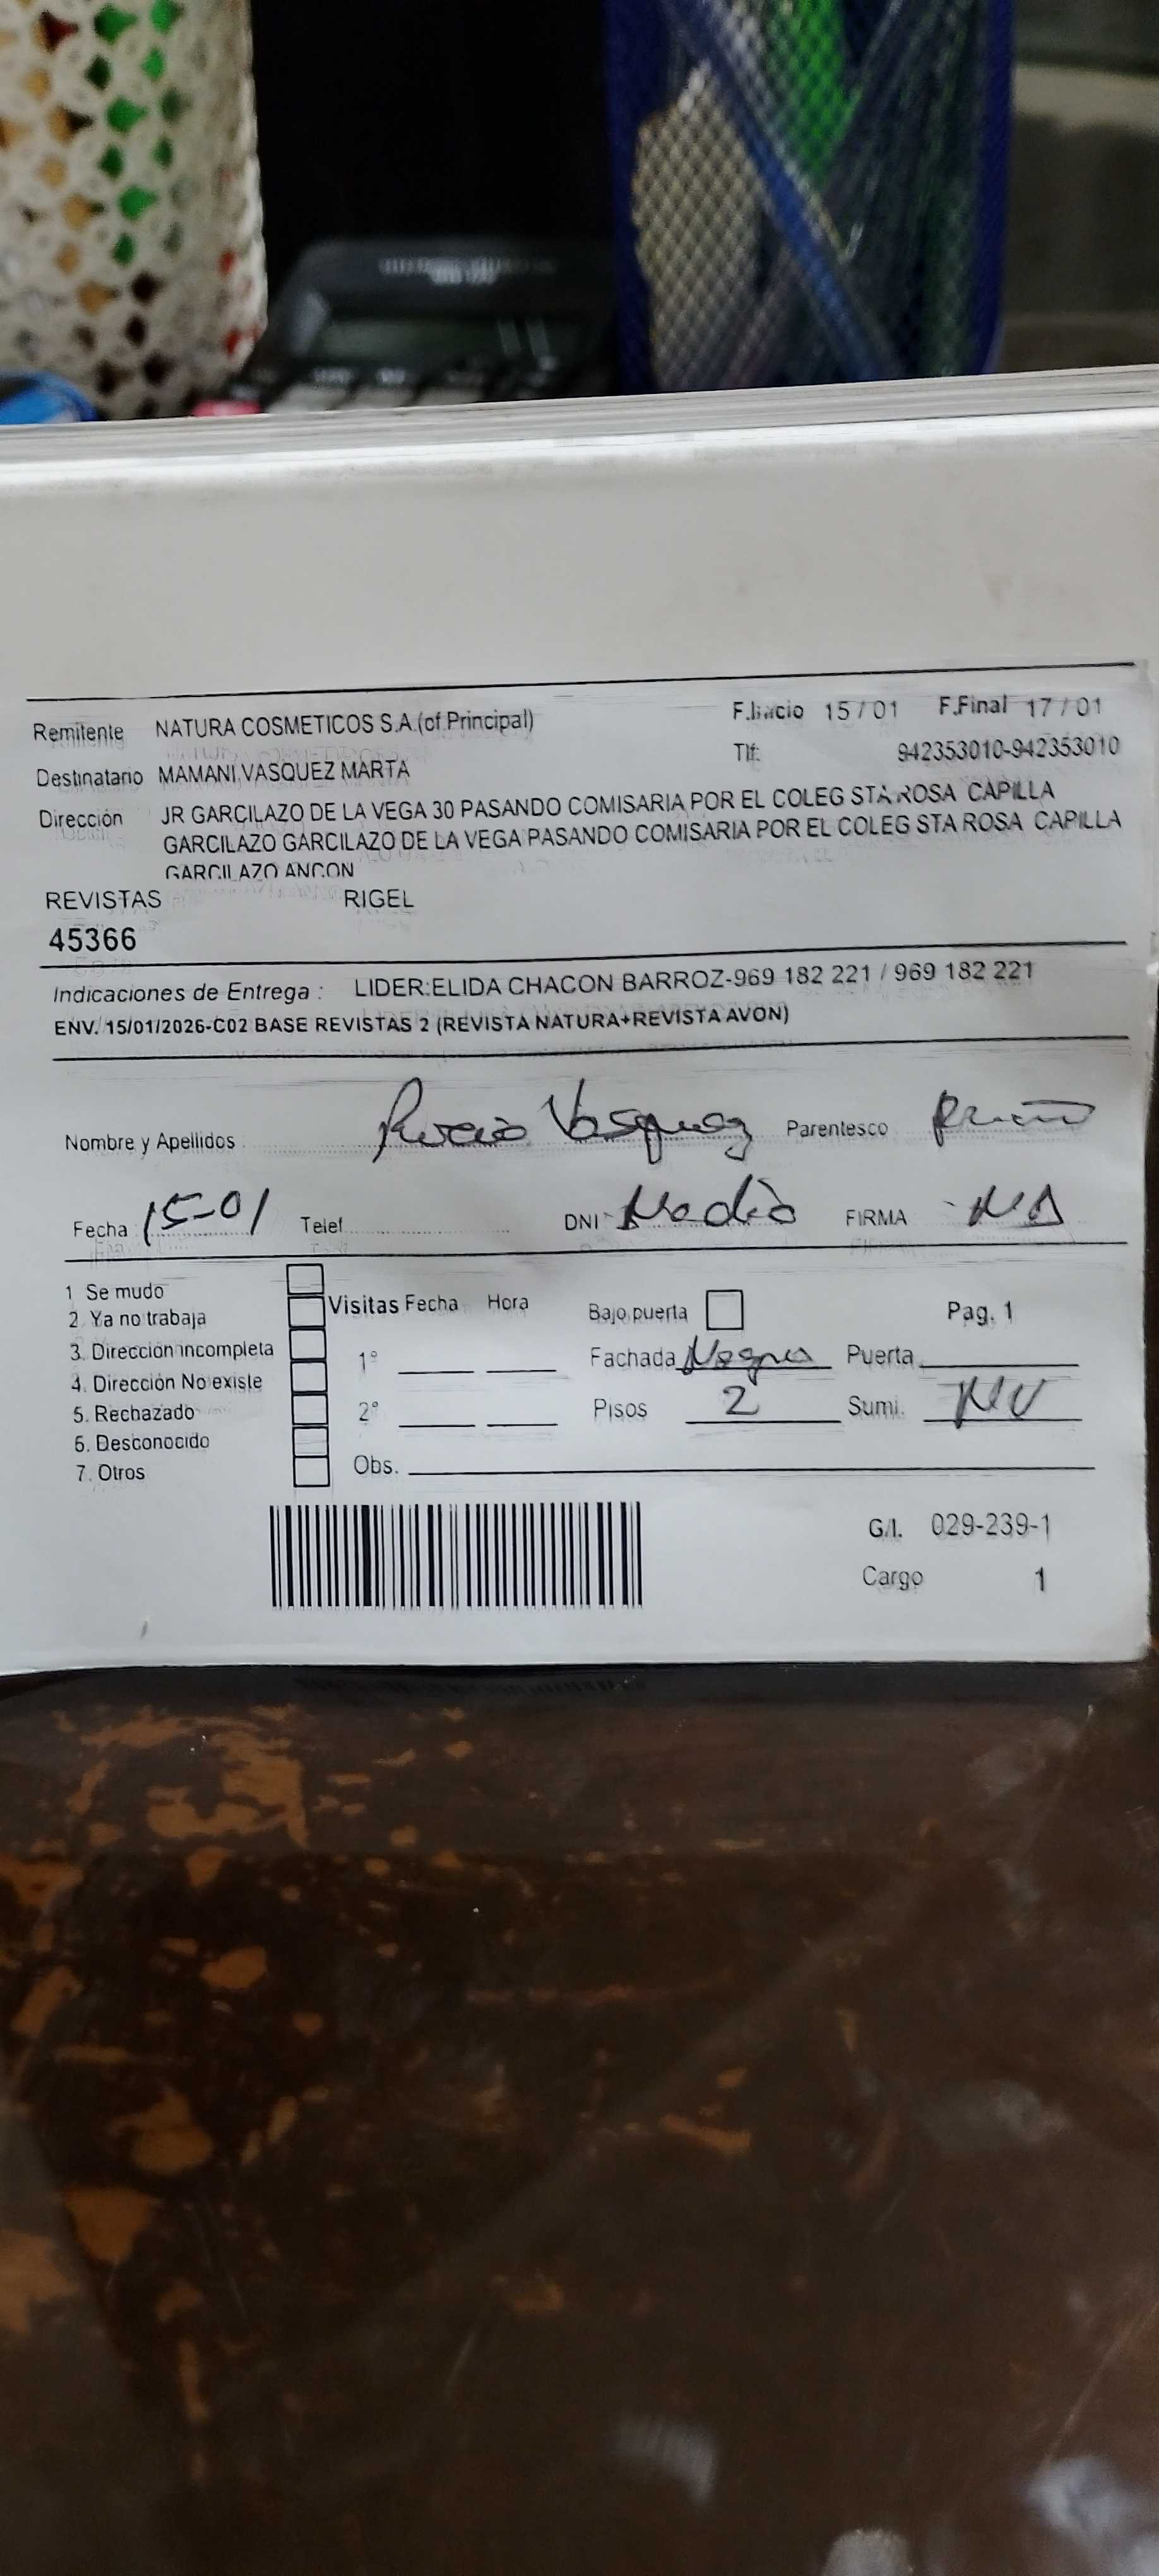 Remitente NATURA COSMETICOS S.A.(of.Principal) F.Inicio 15 / 01 F.Final 17 / 01
Destinatario MAMANI VASQUEZ MARTA Tlf: 942353010-942353010
Dirección JR GARCILAZO DE LA VEGA 30 PASANDO COMISARIA POR EL COLEG STA ROSA CAPILLA
GARCILAZO GARCILAZO DE LA VEGA PASANDO COMISARIA POR EL COLEG STA ROSA CAPILLA
GARCILAZO ANCON
REVISTAS RIGEL
45366
Indicaciones de Entrega : LIDER:ELIDA CHACON BARROZ-969 182 221 / 969 182 221
ENV. 15/01/2026-C02 BASE REVISTAS 2 (REVISTA NATURA+REVISTA AVON)
Nombre y Apellidos Vasquez Parentesco
Fecha 15-01 Telef. DNI FIRMA
1 Se mudo
2. Ya no trabaja Visitas Fecha Hora Bajo puerta Pag. 1
3. Dirección incompleta 1° Fachada Puerta
4. Dirección No existe
5. Rechazado 2° Pisos 2 Sumi.
6. Desconocido
7. Otros Obs.
G/I. 029-239-1
Cargo 1